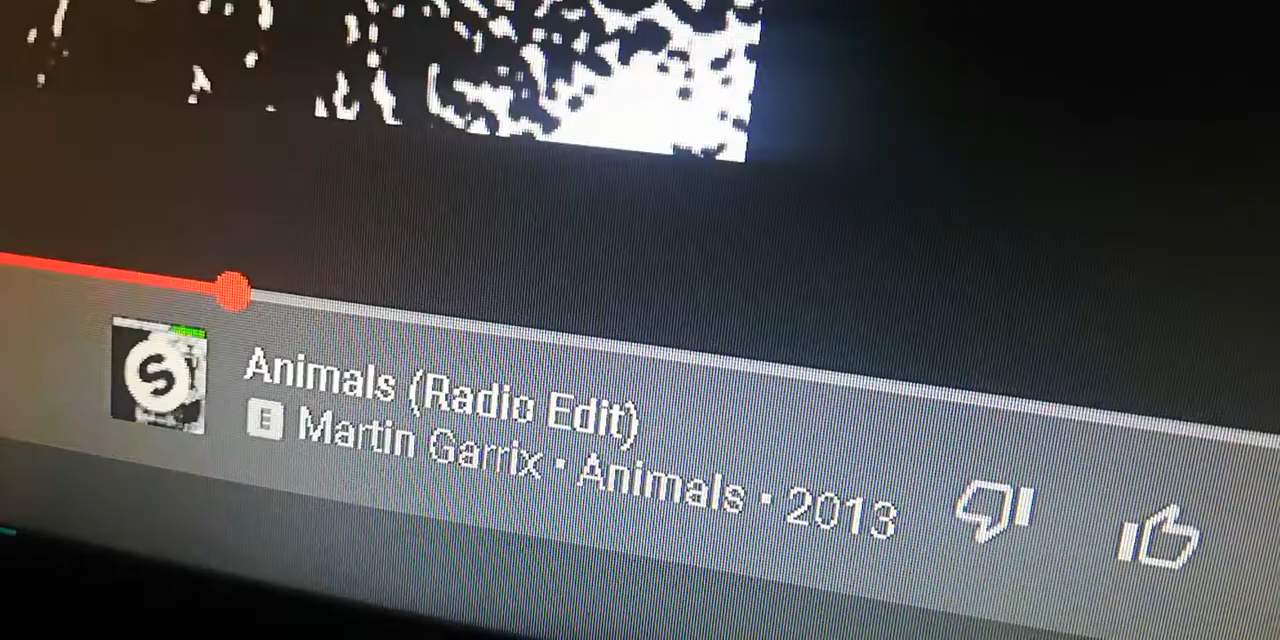 Animals (Radio Edit)
E Martin Garrix • Animals • 2013
S